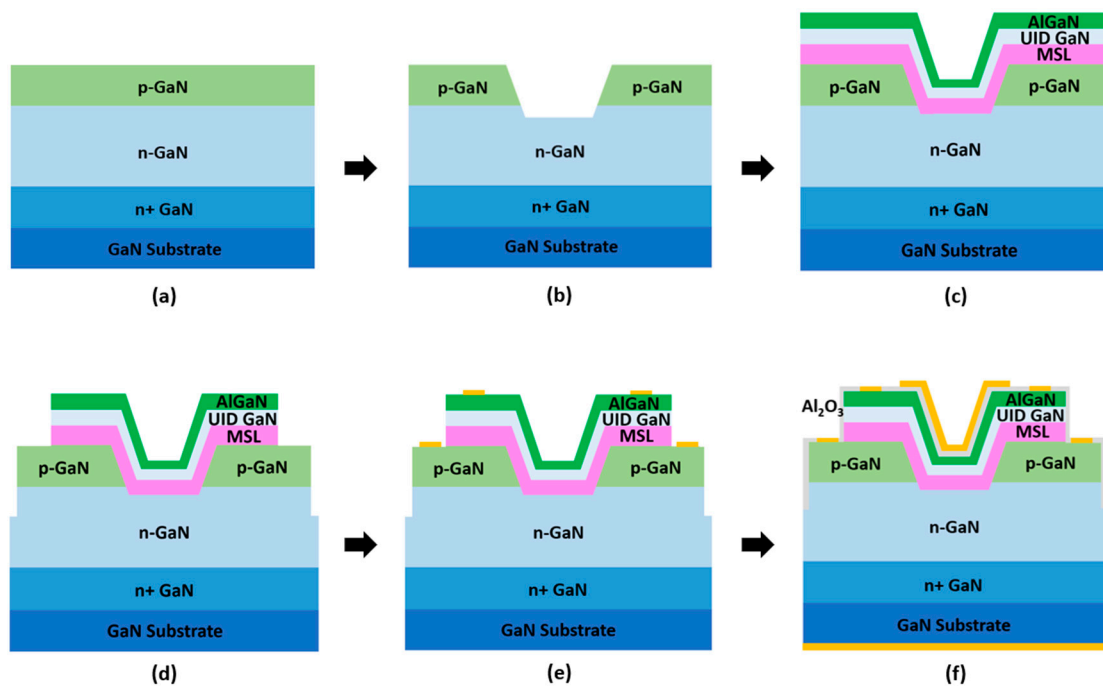 p-GaN
n-GaN
n+ GaN
GaN Substrate
(a)
p-GaN p-GaN
n-GaN
n+ GaN
GaN Substrate
(b)
AlGaN
UID GaN
MSL
p-GaN p-GaN
n-GaN
n+ GaN
GaN Substrate
(c)
AlGaN
UID GaN
MSL
p-GaN p-GaN
n-GaN
n+ GaN
GaN Substrate
(d)
AlGaN
UID GaN
MSL
p-GaN p-GaN
n-GaN
n+ GaN
GaN Substrate
(e)
Al₂O₃
AlGaN
UID GaN
MSL
p-GaN p-GaN
n-GaN
n+ GaN
GaN Substrate
(f)